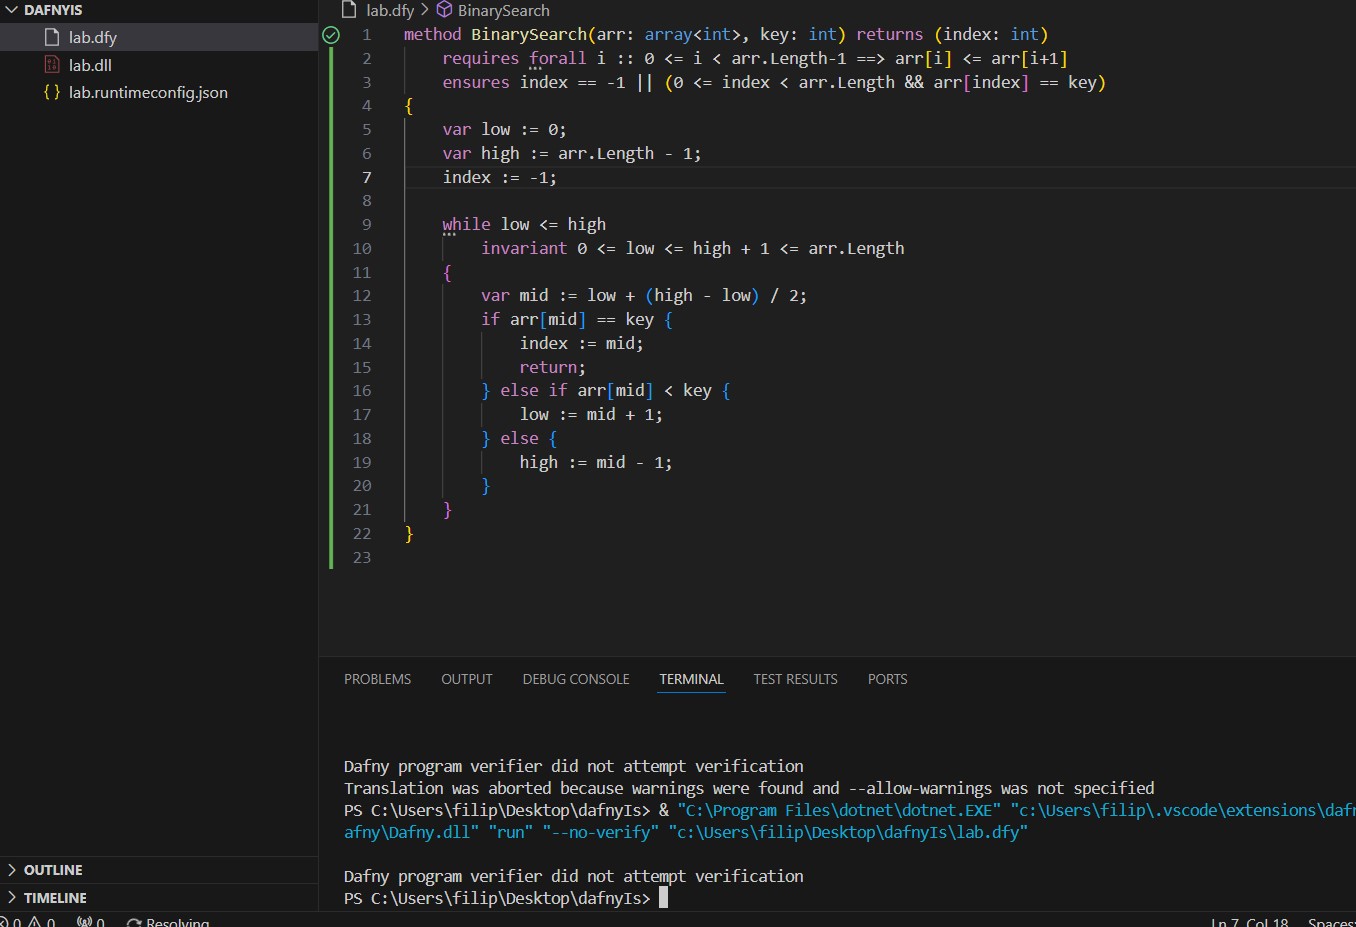 DAFNYIS
lab.dfy
lab.dll
{ } lab.runtimeconfig.json
OUTLINE
TIMELINE
lab.dfy > BinarySearch
1 method BinarySearch(arr: array<int>, key: int) returns (index: int)
2 requires forall i :: 0 <= i < arr.Length-1 ==> arr[i] <= arr[i+1]
3 ensures index == -1 || (0 <= index < arr.Length && arr[index] == key)
4 {
5 var low := 0;
6 var high := arr.Length - 1;
7 index := -1;
8
9 while low <= high
10 invariant 0 <= low <= high + 1 <= arr.Length
11 {
12 var mid := low + (high - low) / 2;
13 if arr[mid] == key {
14 index := mid;
15 return;
16 } else if arr[mid] < key {
17 low := mid + 1;
18 } else {
19 high := mid - 1;
20 }
21 }
22 }
23
PROBLEMS OUTPUT DEBUG CONSOLE TERMINAL TEST RESULTS PORTS
Dafny program verifier did not attempt verification
Translation was aborted because warnings were found and --allow-warnings was not specified
PS C:\Users\filip\Desktop\dafnyIs> & "C:\Program Files\dotnet\dotnet.EXE" "c:\Users\filip\.vscode\extensions\dafn
afny\Dafny.dll" "run" "--no-verify" "c:\Users\filip\Desktop\dafnyIs\lab.dfy"
Dafny program verifier did not attempt verification
PS C:\Users\filip\Desktop\dafnyIs>
0 0 0 Resolving Ln 7, Col 18 Spaces: